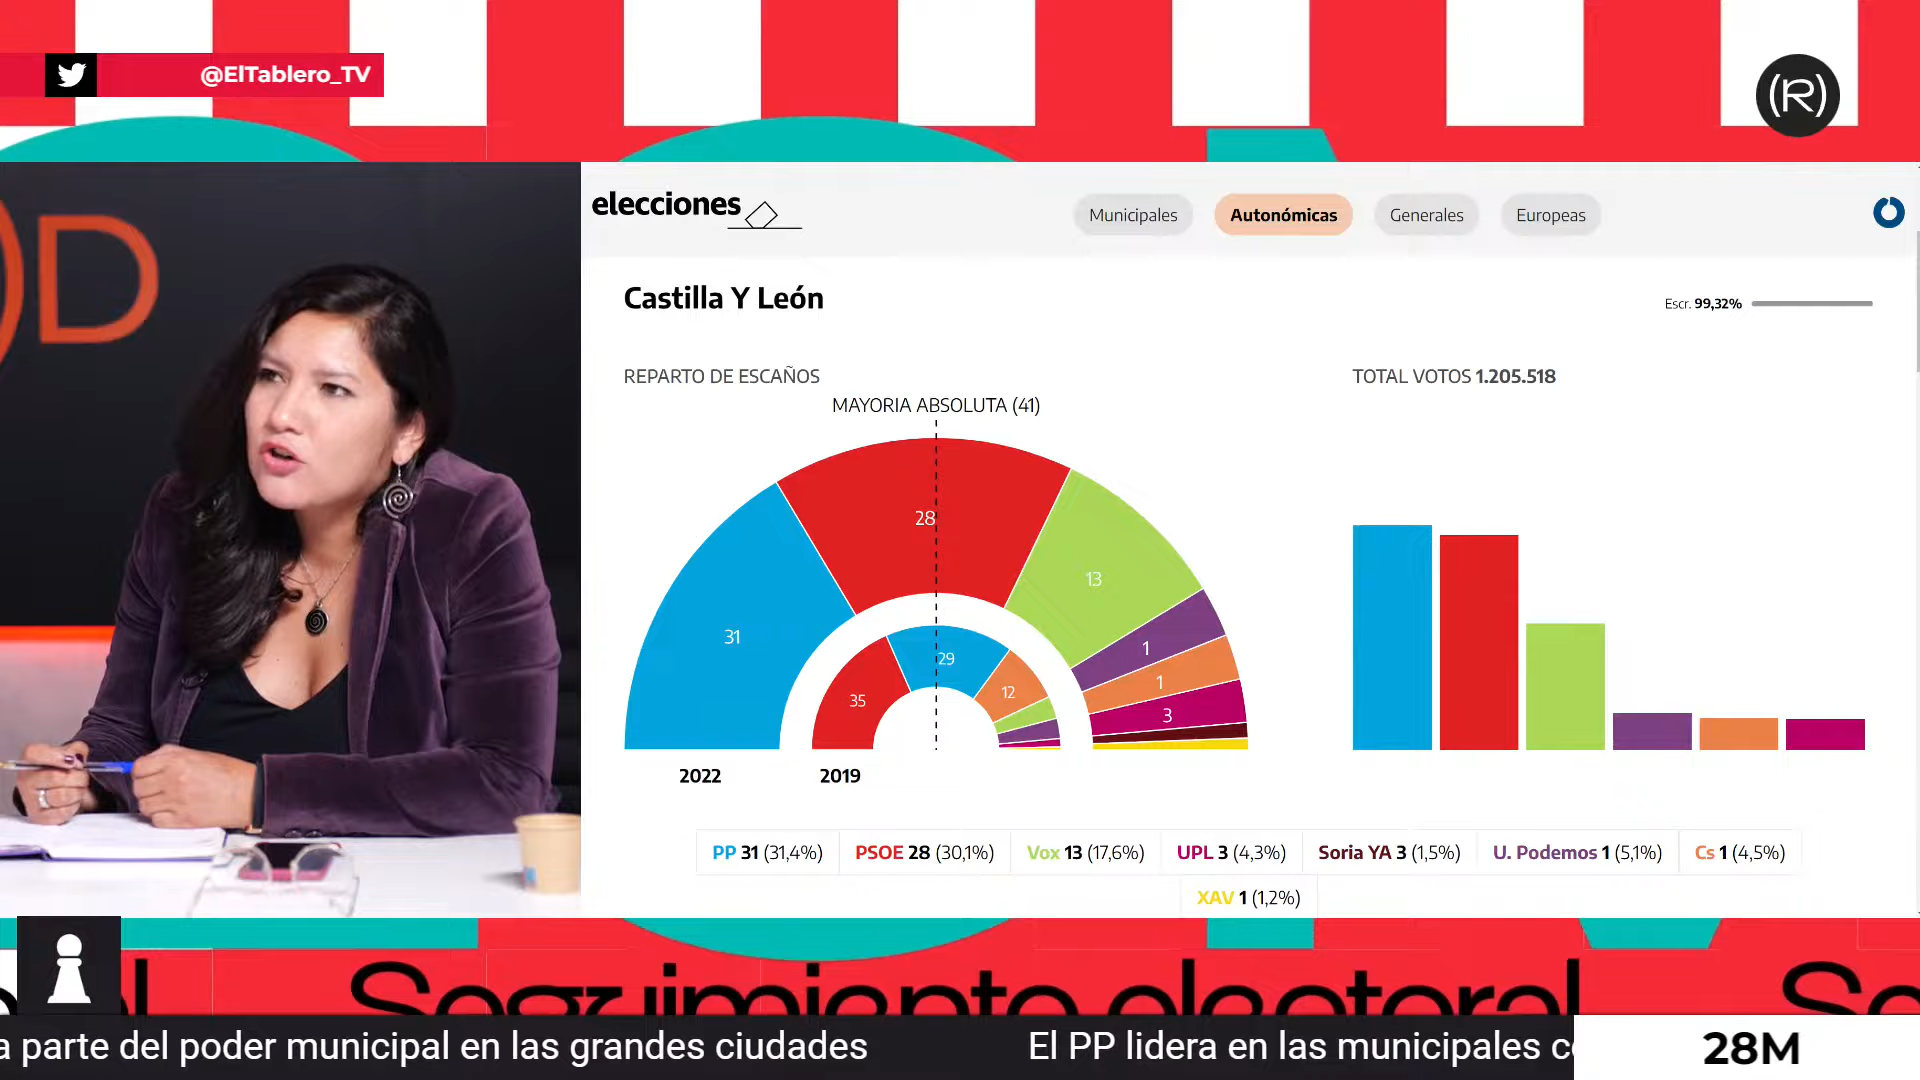 @ElTablero_TV
(R)
D
elecciones
Municipales
Autonómicas
Generales
Europeas
Castilla Y León
Escr. 99,32%
REPARTO DE ESCAÑOS
TOTAL VOTOS 1.205.518
MAYORIA ABSOLUTA (41)
28
13
31
29
1
1
12
35
3
2022
2019
PP 31 (31,4%)
PSOE 28 (30,1%)
Vox 13 (17,6%)
UPL 3 (4,3%)
Soria YA 3 (1,5%)
U. Podemos 1 (5,1%)
Cs 1 (4,5%)
XAV 1 (1,2%)
Seguimiento electoral
a parte del poder municipal en las grandes ciudades
El PP lidera en las municipales
28M